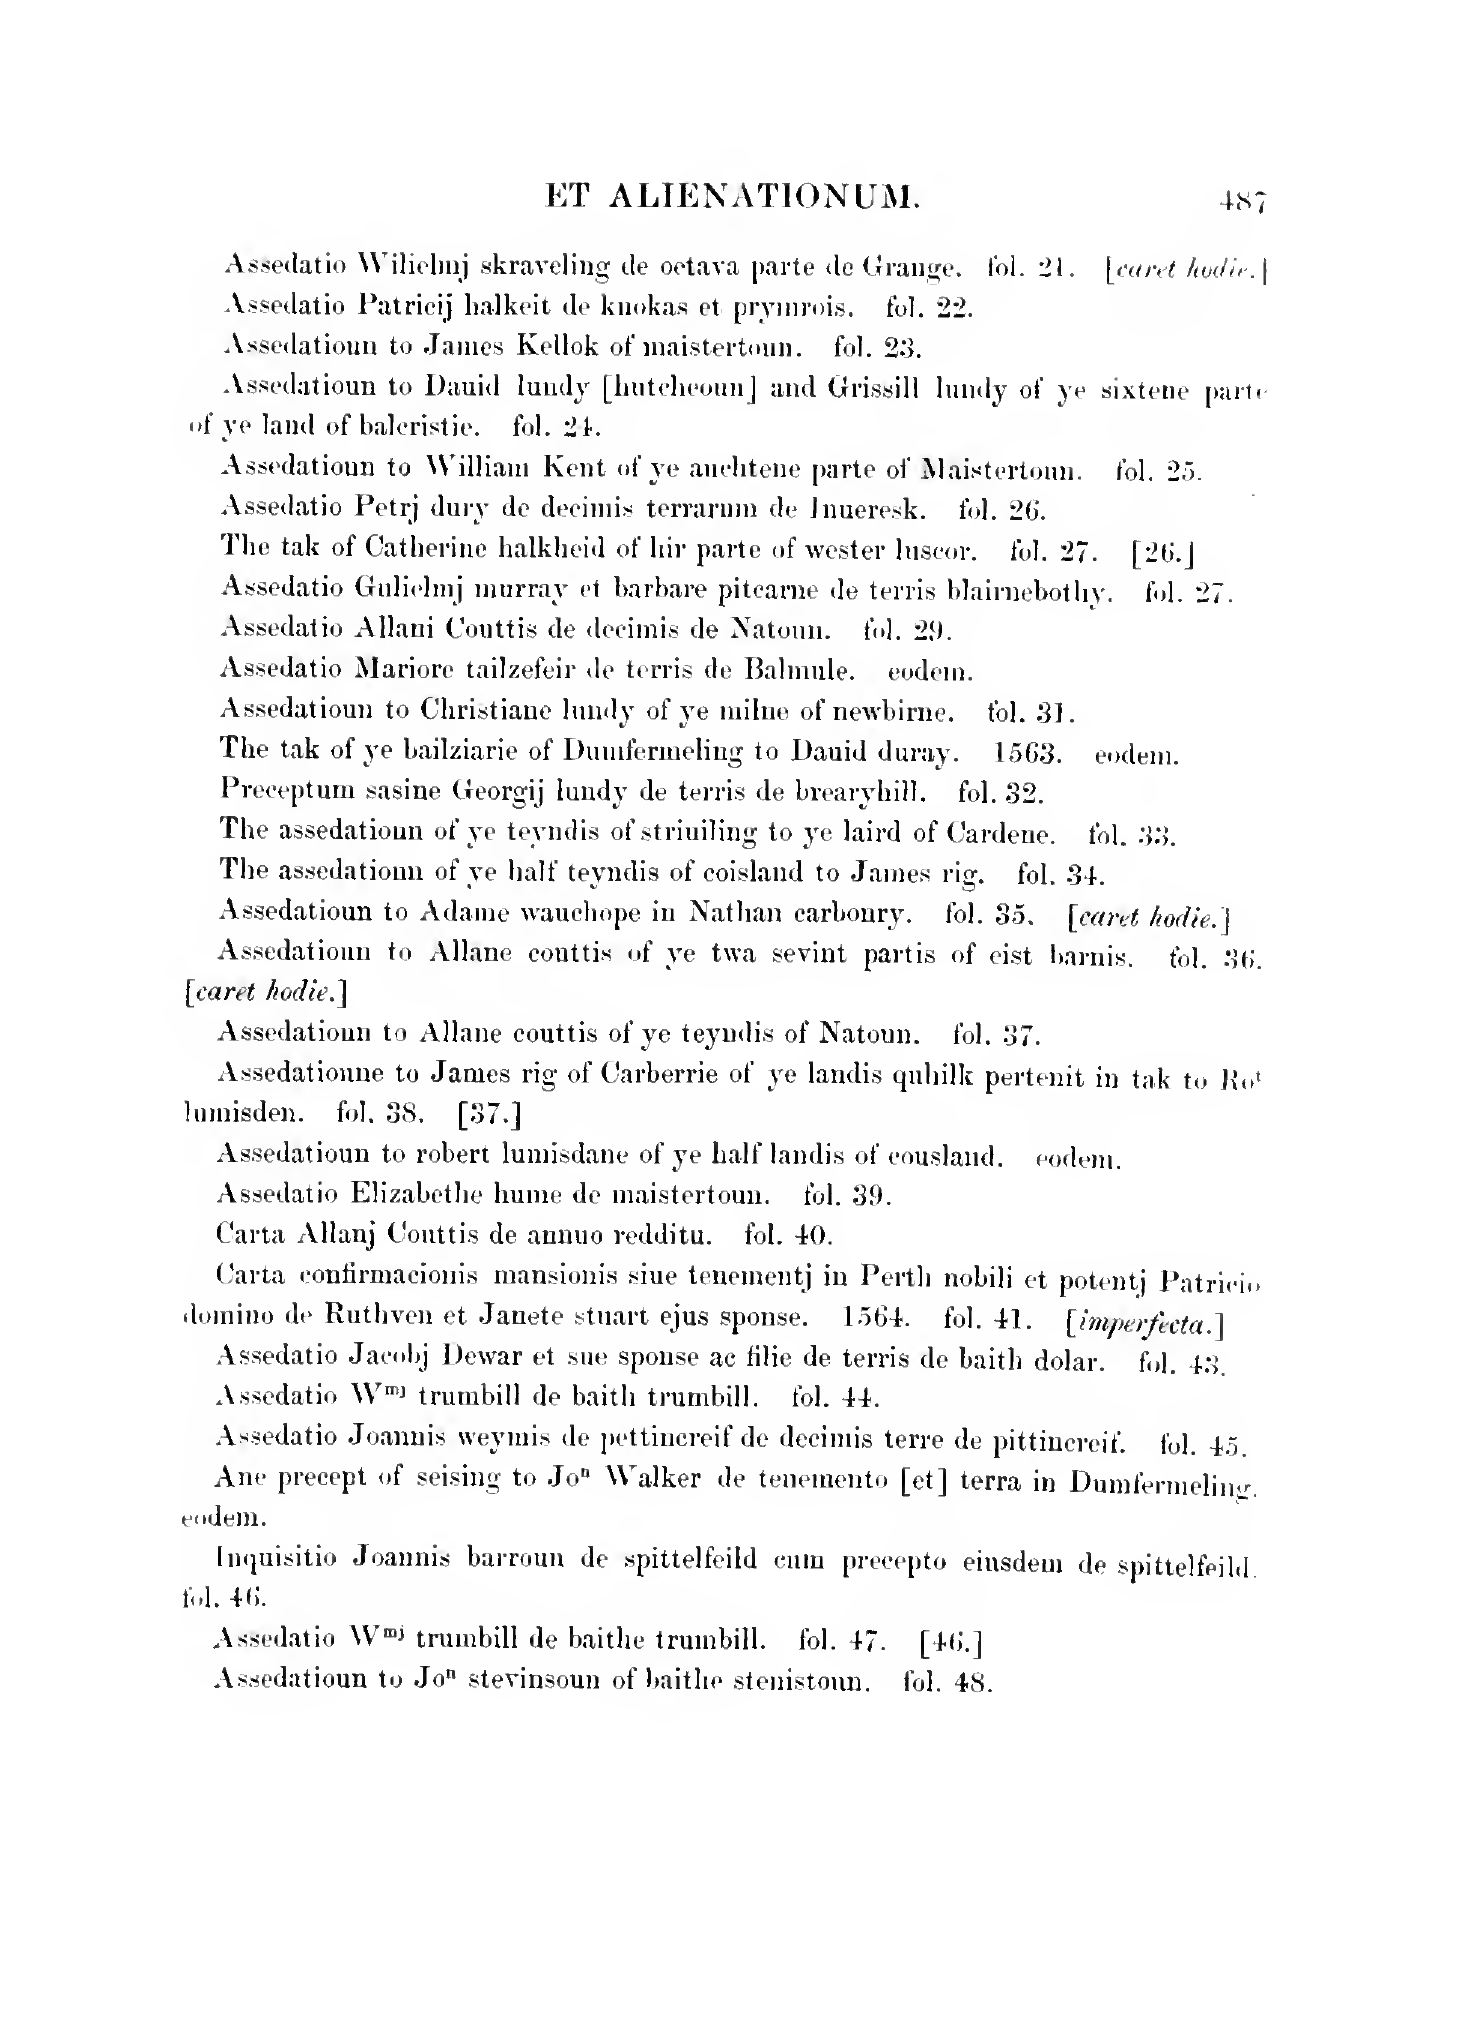 ET ALIENATIONUM. 487
Assedatio Wilielmj skraveling de octava parte de Grange. fol. 21. [caret hodie.]
Assedatio Patricij halkeit de knokas et prymrois. fol. 22.
Assedatioun to James Kellok of maistertoun. fol. 23.
Assedatioun to Dauid lundy [hutcheoun] and Grissill lundy of ye sixtene parte
of ye land of balcristie. fol. 24.
Assedatioun to William Kent of ye auchtene parte of Maistertoun. fol. 25.
Assedatio Petrj dury de decimis terrarum de Inueresk. fol. 26.
The tak of Catherine halkheid of hir parte of wester luscor. fol. 27. [26.]
Assedatio Gulielmj murray et barbare pitcarne de terris blairnebothy. fol. 27.
Assedatio Allani Couttis de decimis de Natoun. fol. 29.
Assedatio Mariore tailzefeir de terris de Balmule. eodem.
Assedatioun to Christiane lundy of ye milne of newbirne. fol. 31.
The tak of ye bailziarie of Dumfermeling to Dauid duray. 1563. eodem.
Preceptum sasine Georgij lundy de terris de brearyhill. fol. 32.
The assedatioun of ye teyndis of striuiling to ye laird of Cardene. fol. 33.
The assedatioun of ye half teyndis of coisland to James rig. fol. 34.
Assedatioun to Adame wauchope in Nathan carboury. fol. 35. [caret hodie.]
Assedatioun to Allane couttis of ye twa sevint partis of eist barnis. fol. 36.
[caret hodie.]
Assedatioun to Allane couttis of ye teyndis of Natoun. fol. 37.
Assedatiounne to James rig of Carberrie of ye landis quhilk pertenit in tak to Roᵗ
lumisden. fol. 38. [37.]
Assedatioun to robert lumisdane of ye half landis of cousland. eodem.
Assedatio Elizabethe hume de maistertoun. fol. 39.
Carta Allanj Couttis de annuo redditu. fol. 40.
Carta confirmacionis mansionis siue tenementj in Perth nobili et potentj Patricio
domino de Ruthven et Janete stuart ejus sponse. 1564. fol. 41. [imperfecta.]
Assedatio Jacobj Dewar et sue sponse ac filie de terris de baith dolar. fol. 43.
Assedatio Wᵐʲ trumbill de baith trumbill. fol. 44.
Assedatio Joannis weymis de pettincreif de decimis terre de pittincreif. fol. 45.
Ane precept of seising to Joⁿ Walker de tenemento [et] terra in Dumfermeling.
eodem.
Inquisitio Joannis barroun de spittelfeild cum precepto eiusdem de spittelfeild.
fol. 46.
Assedatio Wᵐʲ trumbill de baithe trumbill. fol. 47. [46.]
Assedatioun to Joⁿ stevinsoun of baithe stenistoun. fol. 48.